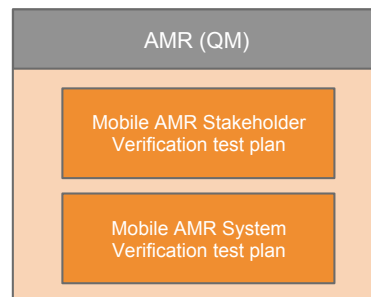 AMR (QM)
Mobile AMR Stakeholder
Verification test plan
Mobile AMR System
Verification test plan